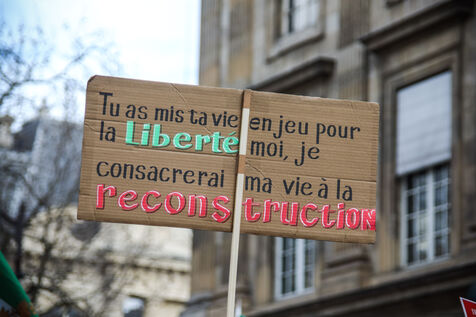 Tu as mis ta vie en jeu pour
la Liberté moi, je
consacrerai ma vie à la
reconstruction